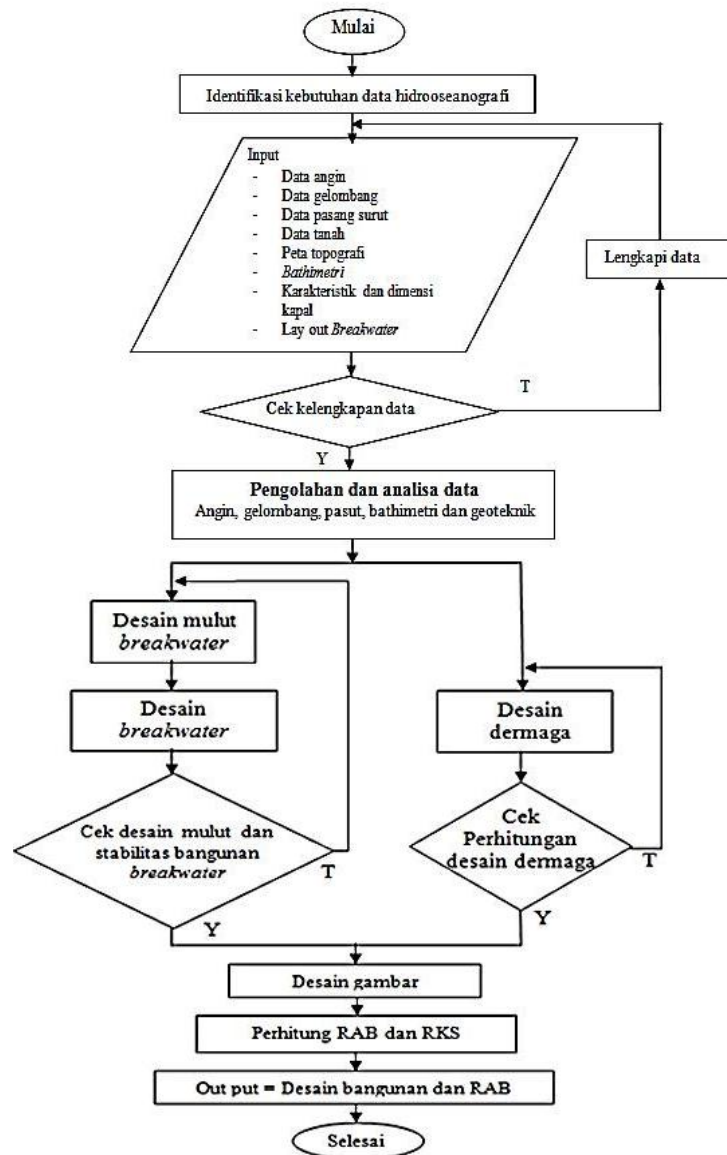 Mulai
Identifikasi kebutuhan data hidrooseanografi
Input
- Data angin
- Data gelombang
- Data pasang surut
- Data tanah
- Peta topografi
- Bathimetri
- Karakteristik dan dimensi
kapal
- Lay out Breakwater
Lengkapi data
Cek kelengkapan data
T
Y
Pengolahan dan analisa data
Angin, gelombang, pasut, bathimetri dan geoteknik
Desain mulut
breakwater
Desain
breakwater
Cek desain mulut dan
stabilitas bangunan
breakwater
T
Y
Desain
dermaga
Cek
Perhitungan
desain dermaga
T
Y
Desain gambar
Perhitung RAB dan RKS
Out put = Desain bangunan dan RAB
Selesai